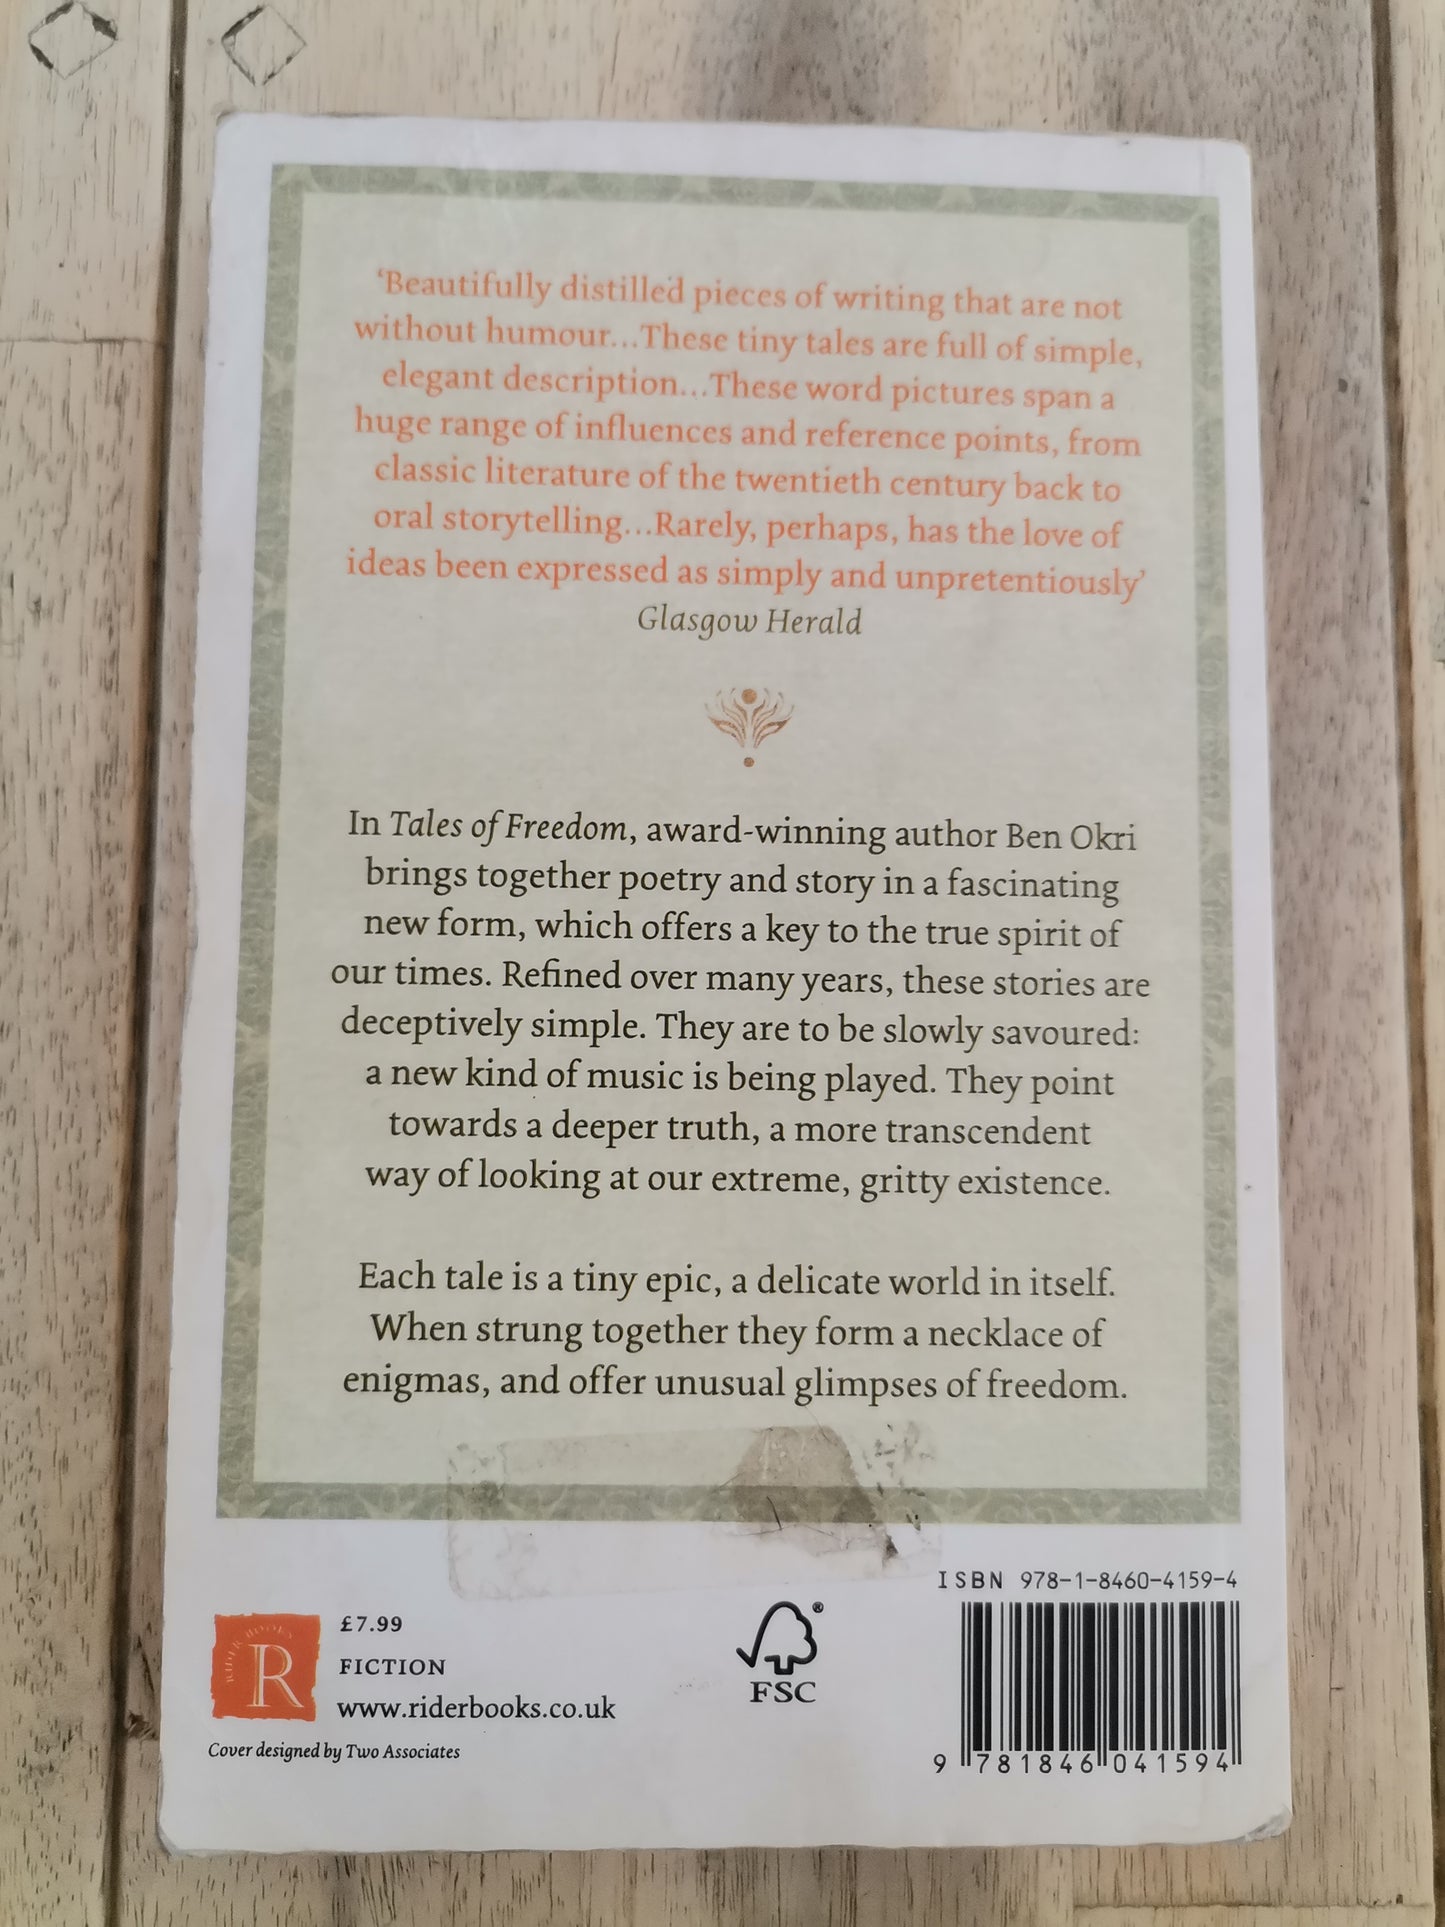 ‘Beautifully distilled pieces of writing that are not
without humour...These tiny tales are full of simple,
elegant description...These word pictures span a
huge range of influences and reference points, from
classic literature of the twentieth century back to
oral storytelling...Rarely, perhaps, has the love of
ideas been expressed as simply and unpretentiously’
Glasgow Herald
In Tales of Freedom, award-winning author Ben Okri
brings together poetry and story in a fascinating
new form, which offers a key to the true spirit of
our times. Refined over many years, these stories are
deceptively simple. They are to be slowly savoured:
a new kind of music is being played. They point
towards a deeper truth, a more transcendent
way of looking at our extreme, gritty existence.
Each tale is a tiny epic, a delicate world in itself.
When strung together they form a necklace of
enigmas, and offer unusual glimpses of freedom.
ISBN 978-1-8460-4159-4
RIDER BOOKS
R
£7.99
FICTION
www.riderbooks.co.uk
Cover designed by Two Associates
®
FSC
9 781846 041594